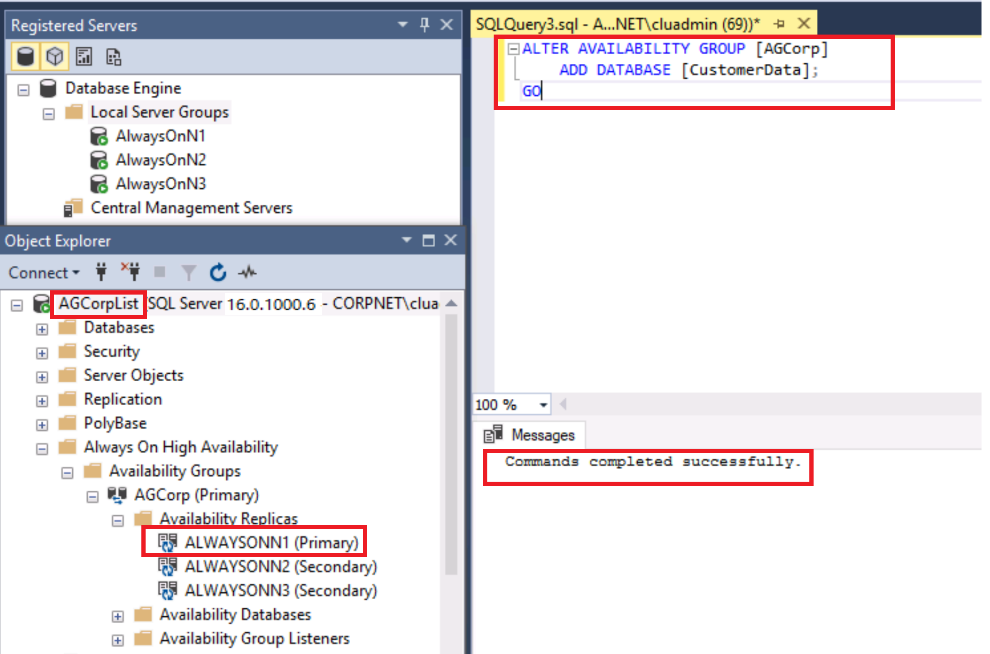 Registered Servers
Database Engine
Local Server Groups
AlwaysOnN1
AlwaysOnN2
AlwaysOnN3
Central Management Servers
Object Explorer
Connect
AGCorpList (SQL Server 16.0.1000.6 - CORPNET\clua
Databases
Security
Server Objects
Replication
PolyBase
Always On High Availability
Availability Groups
AGCorp (Primary)
Availability Replicas
ALWAYSONN1 (Primary)
ALWAYSONN2 (Secondary)
ALWAYSONN3 (Secondary)
Availability Databases
Availability Group Listeners
SQLQuery3.sql - A...NET\cluadmin (69))*
ALTER AVAILABILITY GROUP [AGCorp]
ADD DATABASE [CustomerData];
GO
100 %
Messages
Commands completed successfully.